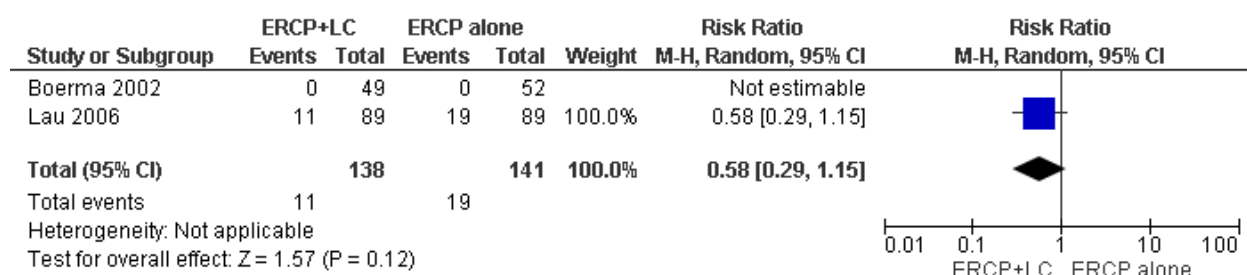 ERCP+LC ERCP alone Risk Ratio Risk Ratio
Study or Subgroup Events Total Events Total Weight M-H, Random, 95% CI M-H, Random, 95% CI
Boerma 2002 0 49 0 52 Not estimable
Lau 2006 11 89 19 89 100.0% 0.58 [0.29, 1.15]
Total (95% CI) 138 141 100.0% 0.58 [0.29, 1.15]
Total events 11 19
Heterogeneity: Not applicable
Test for overall effect: Z = 1.57 (P = 0.12)
0.01 0.1 1 10 100
ERCP+LC ERCP alone